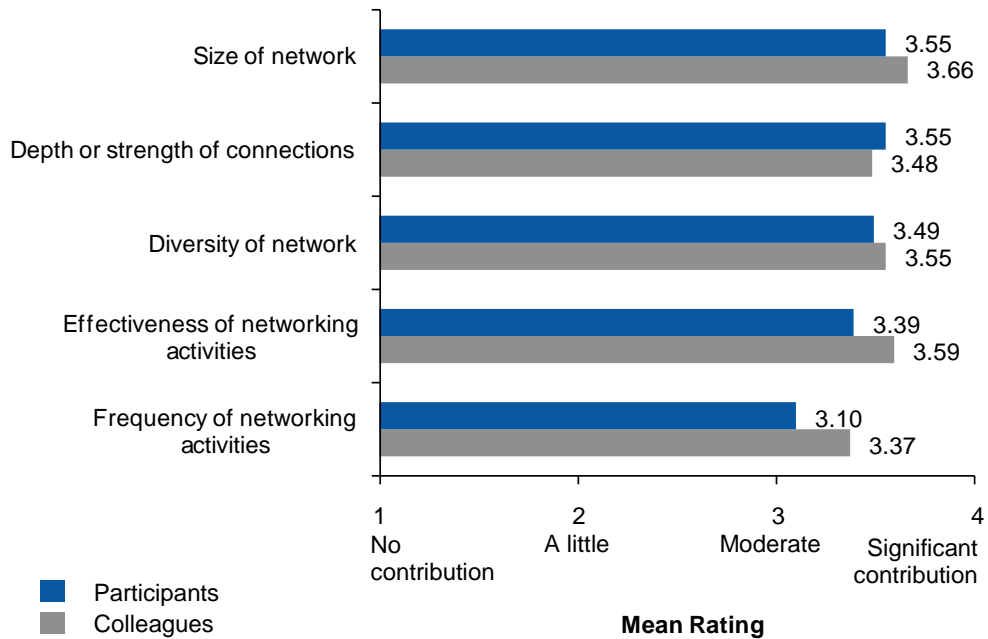 Size of network
3.55
3.66
Depth or strength of connections
3.55
3.48
Diversity of network
3.49
3.55
Effectiveness of networking
activities
3.39
3.59
Frequency of networking
activities
3.10
3.37
1
2
3
4
No
contribution
A little
Moderate
Significant
contribution
Participants
Colleagues
Mean Rating